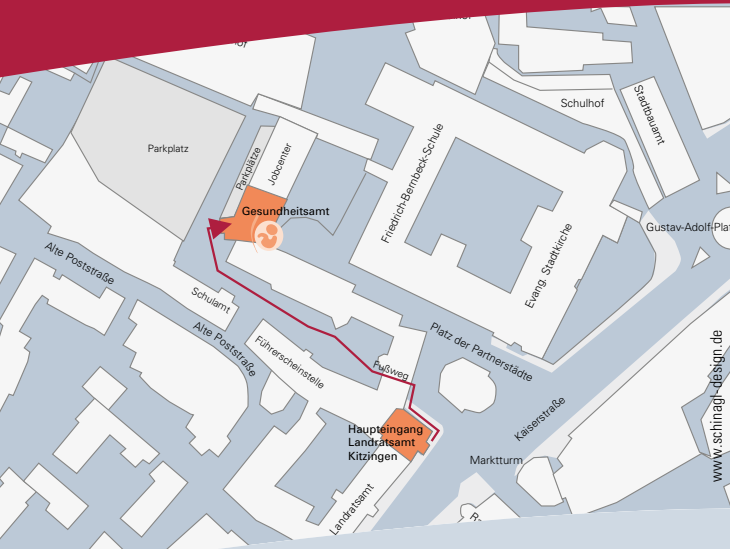 Schulhof
Stadtbauamt
Parkplatz
Parkplätze
Jobcenter
Friedrich-Bernbeck-Schule
Gesundheitsamt
Gustav-Adolf-Plat
Evang. Stadtkirche
Alte Poststraße
Schulamt
Alte Poststraße
Führerscheinstelle
Fußweg
Platz der Partnerstädte
Kaiserstraße
www.schinagl-design.de
Haupteingang
Landratsamt
Kitzingen
Marktturm
Landratsamt